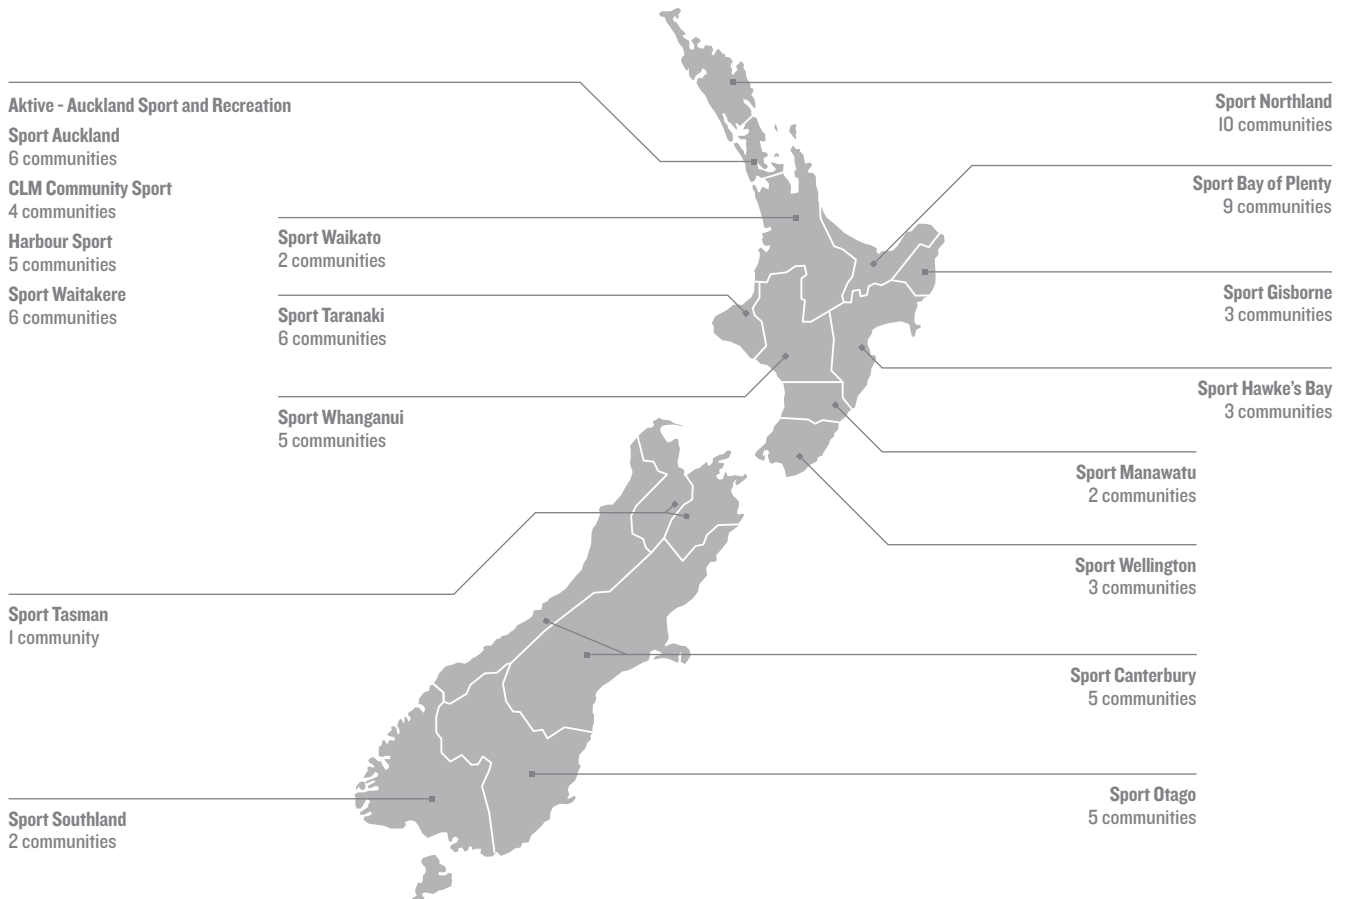 Aktive - Auckland Sport and Recreation
Sport Auckland
6 communities
CLM Community Sport
4 communities
Harbour Sport
5 communities
Sport Waitakere
6 communities
Sport Waikato
2 communities
Sport Taranaki
6 communities
Sport Whanganui
5 communities
Sport Tasman
1 community
Sport Southland
2 communities
Sport Northland
10 communities
Sport Bay of Plenty
9 communities
Sport Gisborne
3 communities
Sport Hawke's Bay
3 communities
Sport Manawatu
2 communities
Sport Wellington
3 communities
Sport Canterbury
5 communities
Sport Otago
5 communities